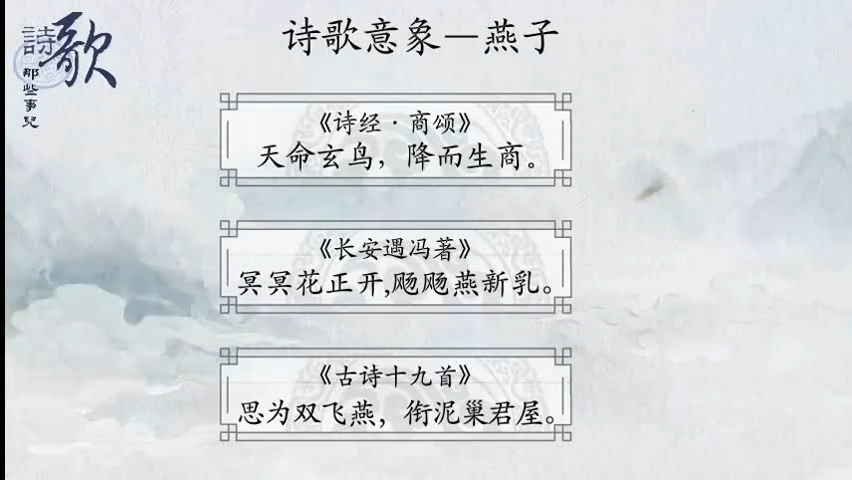 詩歌
那些事兒
诗歌意象—燕子
《诗经·商颂》
天命玄鸟，降而生商。
《长安遇冯著》
冥冥花正开,飏飏燕新乳。
《古诗十九首》
思为双飞燕，衔泥巢君屋。